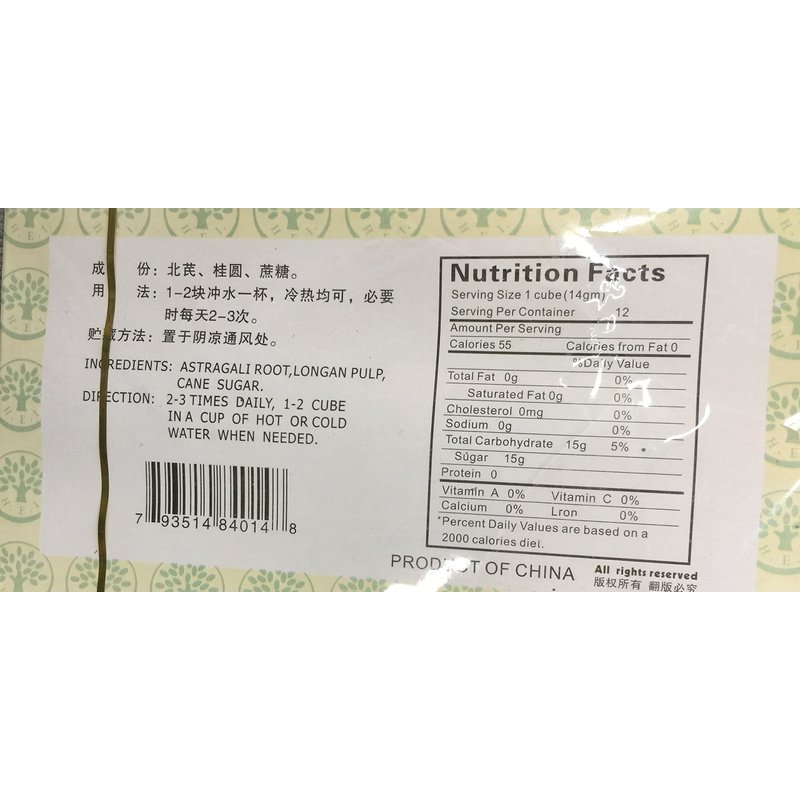 成份：北芪、桂圆、蔗糖。
用法：1-2块冲水一杯，冷热均可，必要
时每天2-3次。
贮藏方法：置于阴凉通风处。
INGREDIENTS: ASTRAGALI ROOT,LONGAN PULP,
CANE SUGAR.
DIRECTION: 2-3 TIMES DAILY, 1-2 CUBE
IN A CUP OF HOT OR COLD
WATER WHEN NEEDED.
7 93514 84014 8
Nutrition Facts
Serving Size 1 cube (14gm)
Serving Per Container 12
Amount Per Serving
Calories 55 Calories from Fat 0
%Daily Value
Total Fat 0g 0%
Saturated Fat 0g 0%
Cholesterol 0mg 0%
Sodium 0g 0%
Total Carbohydrate 15g 5%
Sugar 15g
Protein 0
Vitamin A 0% Vitamin C 0%
Calcium 0% Lron 0%
*Percent Daily Values are based on a
2000 calories diet.
PRODUCT OF CHINA
All rights reserved
版权所有 翻版必究